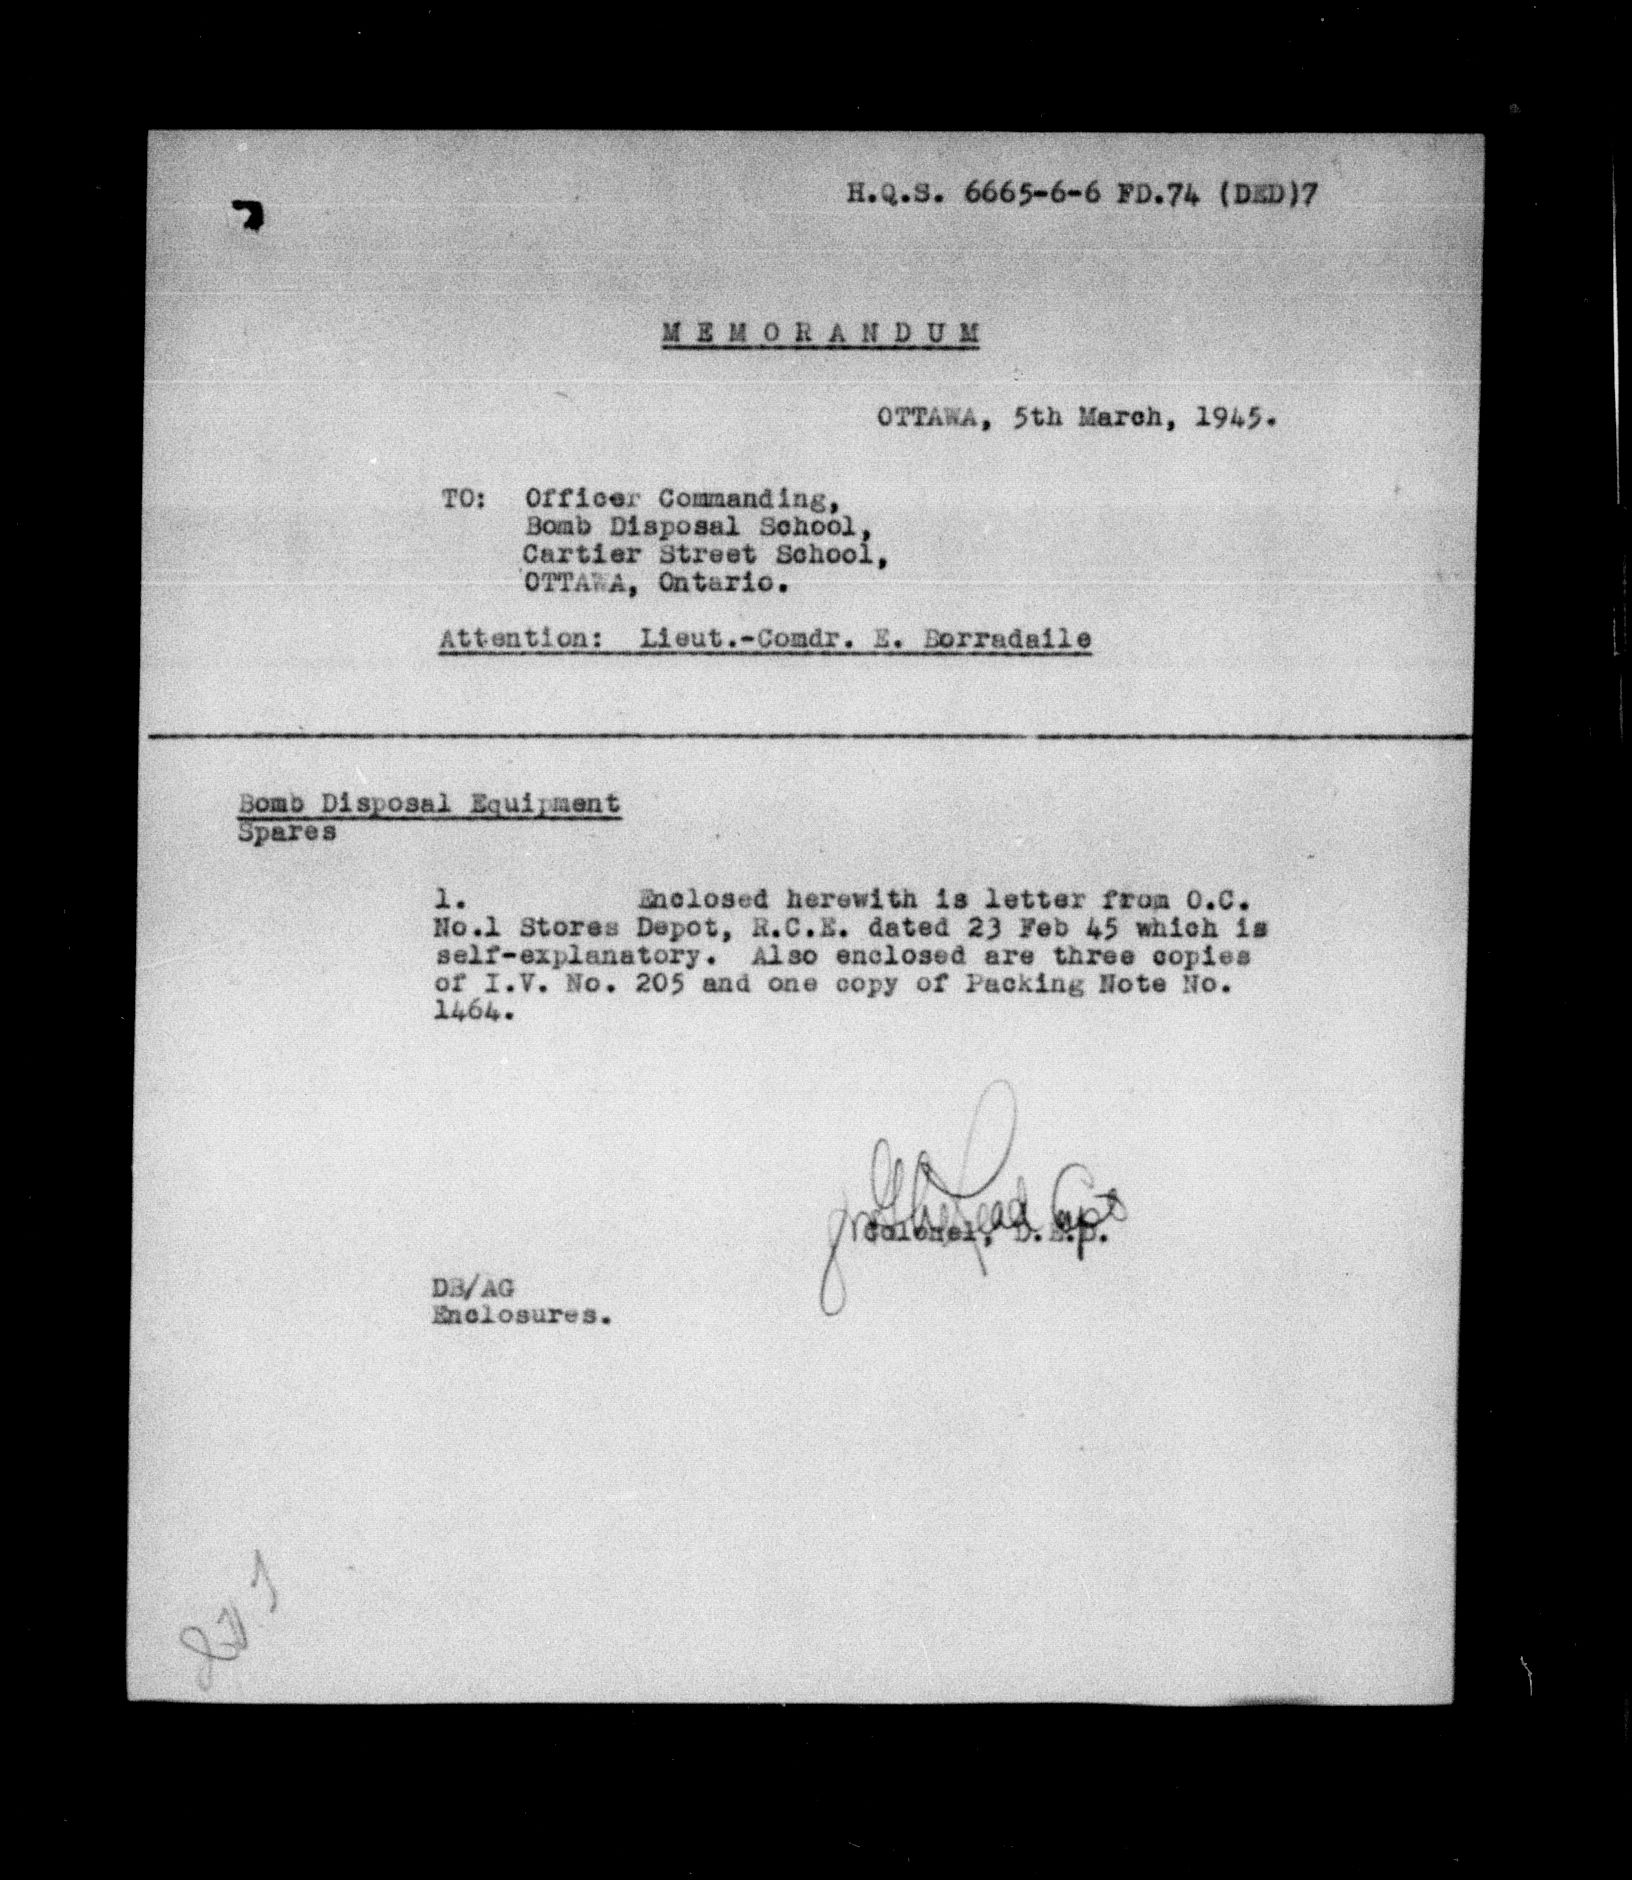 H.Q.S. 6665-6-6 FD.74 (DED)7
MEMORANDUM
OTTAWA, 5th March, 1945.
TO: Officer Commanding,
Bomb Disposal School,
Cartier Street School,
OTTAWA, Ontario.
Attention: Lieut.-Comdr. E. Borradaile
Bomb Disposal Equipment
Spares
1. Enclosed herewith is letter from O.C.
No.1 Stores Depot, R.C.E. dated 23 Feb 45 which is
self-explanatory. Also enclosed are three copies
of I.V. No. 205 and one copy of Packing Note No.
1464.
Capt
for Colonel, D.E.D.
DB/AG
Enclosures.